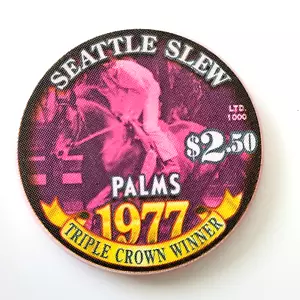 SEATTLE SLEW
LTD.
1000
$2.50
PALMS
1977
TRIPLE CROWN WINNER